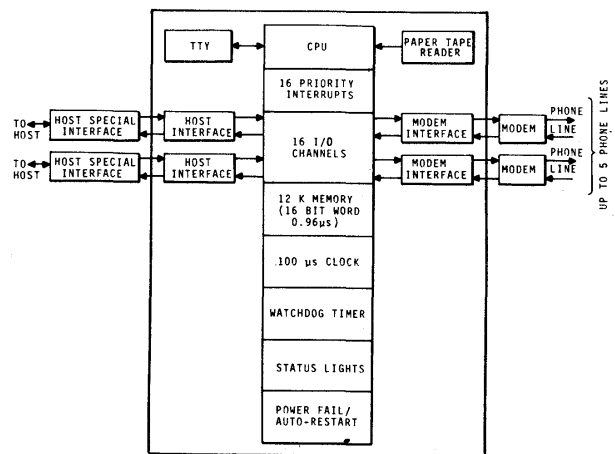 TTY
CPU
PAPER TAPE
READER
16 PRIORITY
INTERRUPTS
TO
HOST
HOST SPECIAL
INTERFACE
HOST
INTERFACE
16 I/O
CHANNELS
MODEM
INTERFACE
MODEM
PHONE
LINE
TO
HOST
HOST SPECIAL
INTERFACE
HOST
INTERFACE
MODEM
INTERFACE
MODEM
PHONE
LINE
UP TO 5 PHONE LINES
12 K MEMORY
(16 BIT WORD
0.96µs)
100 µs CLOCK
WATCHDOG TIMER
STATUS LIGHTS
POWER FAIL/
AUTO-RESTART